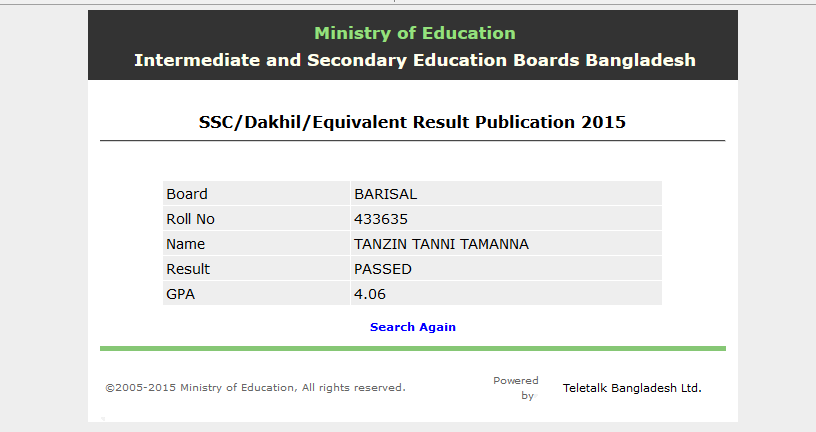 Ministry of Education
Intermediate and Secondary Education Boards Bangladesh
SSC/Dakhil/Equivalent Result Publication 2015
Board BARISAL
Roll No 433635
Name TANZIN TANNI TAMANNA
Result PASSED
GPA 4.06
Search Again
©2005-2015 Ministry of Education, All rights reserved.
Powered
by
Teletalk Bangladesh Ltd.